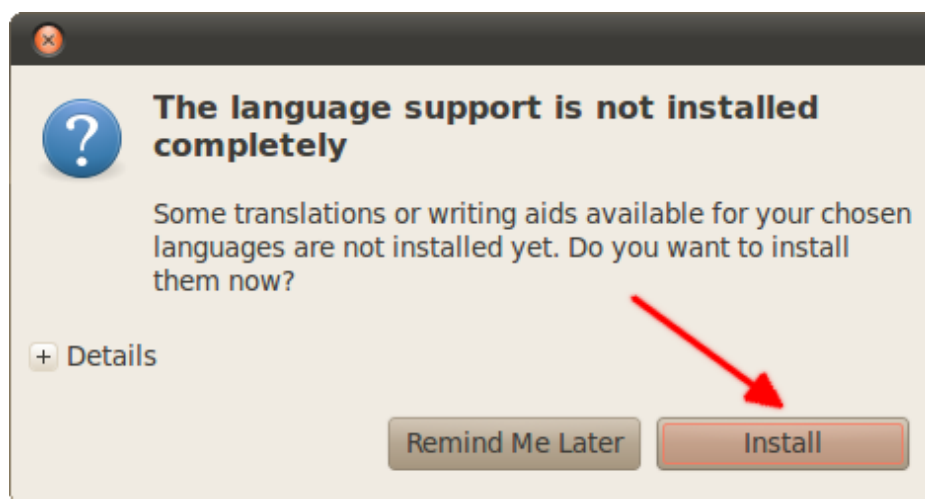 The language support is not installed
completely
Some translations or writing aids available for your chosen
languages are not installed yet. Do you want to install
them now?
Details
Remind Me Later Install